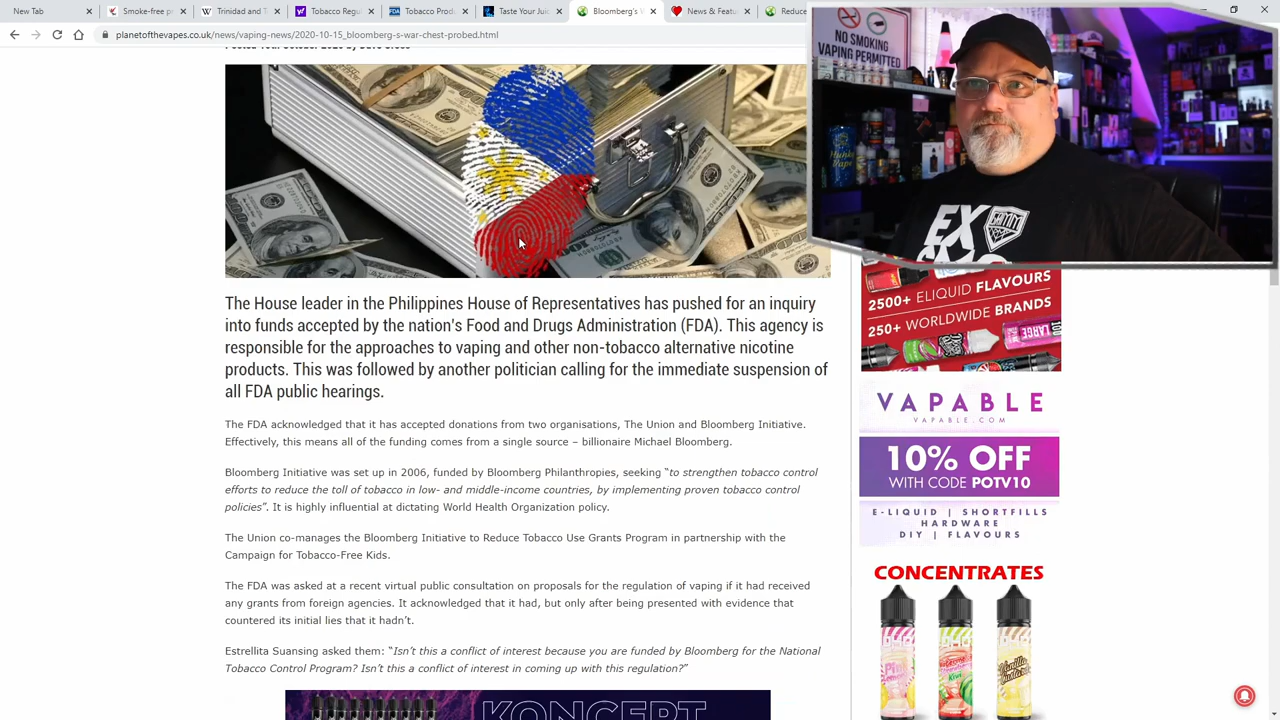 New Tab
Smoke-free p
Trinidad and T
Tobacco Regu
Tobacco Produ
Taste Your Juic
Bloomberg's W
News & Featu
Reduce
planetofthevapes.co.uk/news/vaping-news/2020-10-15_bloomberg-s-war-chest-probed.html
NO SMOKING
VAPING PERMITTED
The House leader in the Philippines House of Representatives has pushed for an inquiry
into funds accepted by the nation's Food and Drugs Administration (FDA). This agency is
responsible for the approaches to vaping and other non-tobacco alternative nicotine
products. This was followed by another politician calling for the immediate suspension of
all FDA public hearings.
The FDA acknowledged that it has accepted donations from two organisations, The Union and Bloomberg Initiative.
Effectively, this means all of the funding comes from a single source – billionaire Michael Bloomberg.
Bloomberg Initiative was set up in 2006, funded by Bloomberg Philanthropies, seeking “to strengthen tobacco control
efforts to reduce the toll of tobacco in low- and middle-income countries, by implementing proven tobacco control
policies”. It is highly influential at dictating World Health Organization policy.
The Union co-manages the Bloomberg Initiative to Reduce Tobacco Use Grants Program in partnership with the
Campaign for Tobacco-Free Kids.
The FDA was asked at a recent virtual public consultation on proposals for the regulation of vaping if it had received
any grants from foreign agencies. It acknowledged that it had, but only after being presented with evidence that
countered its initial lies that it hadn't.
Estrellita Suansing asked them: “Isn't this a conflict of interest because you are funded by Bloomberg for the National
Tobacco Control Program? Isn't this a conflict of interest in coming up with this regulation?”
KONCEPT
2500+ ELIQUID FLAVOURS
250+ WORLDWIDE BRANDS
VAPABLE
VAPABLE.COM
10% OFF
WITH CODE POTV10
E-LIQUID | SHORTFILLS
HARDWARE
DIY | FLAVOURS
CONCENTRATES